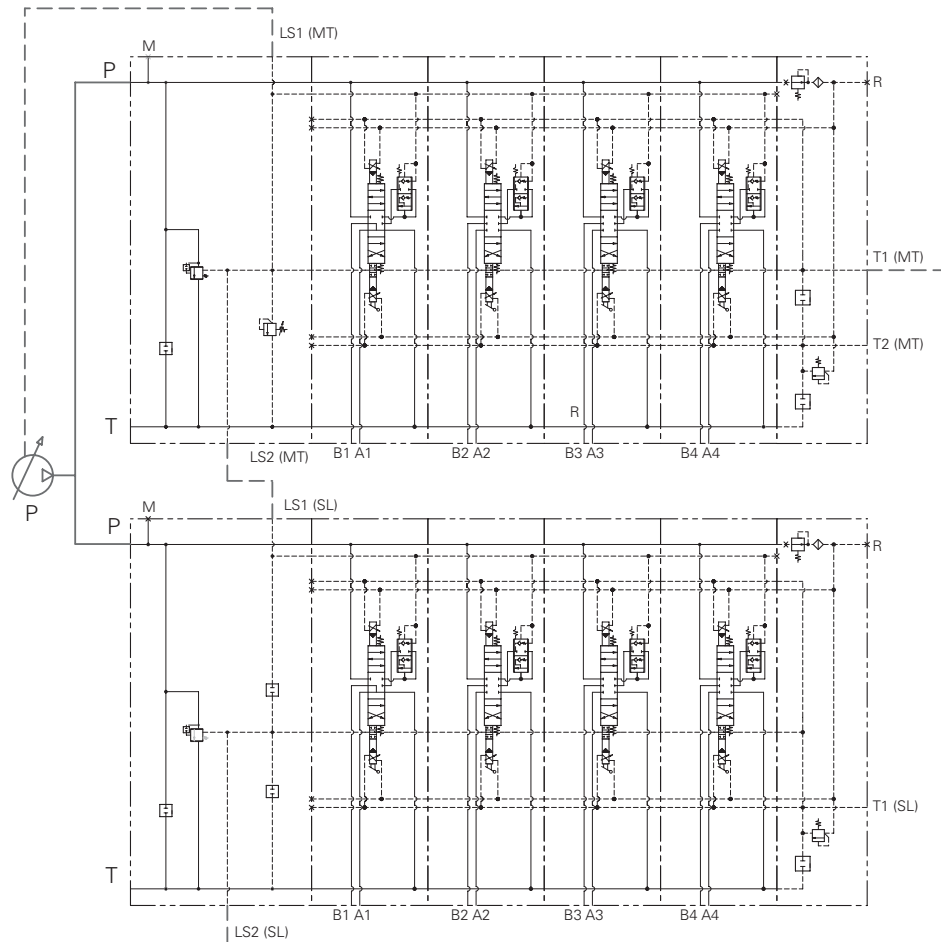 LS1 (MT)
M
P
R
T1 (MT)
T2 (MT)
R
T
LS2 (MT)
B1 A1
B2 A2
B3 A3
B4 A4
P
LS1 (SL)
M
P
R
T1 (SL)
T
B1 A1
B2 A2
B3 A3
B4 A4
LS2 (SL)